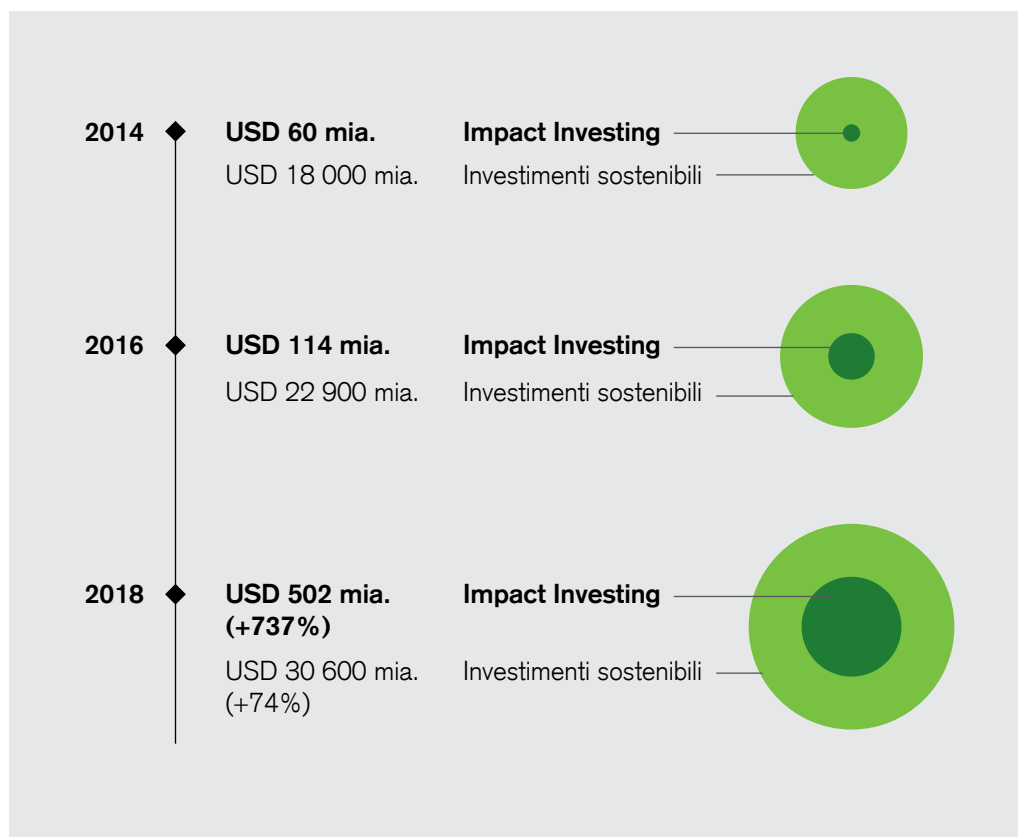 2014 USD 60 mia. Impact Investing
USD 18 000 mia. Investimenti sostenibili
2016 USD 114 mia. Impact Investing
USD 22 900 mia. Investimenti sostenibili
2018 USD 502 mia. Impact Investing
(+737%)
USD 30 600 mia. Investimenti sostenibili
(+74%)